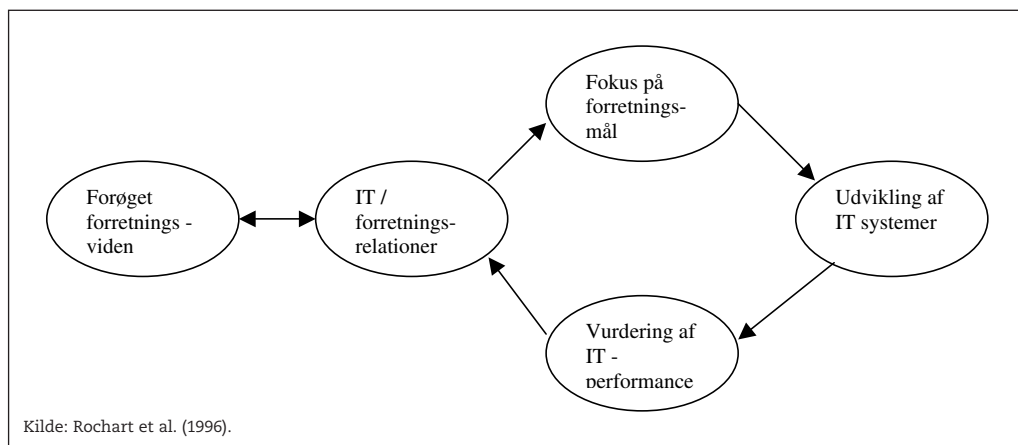 Fokus på
forretnings-
mål
Forøget
forretnings -
viden
IT /
forretnings-
relationer
Udvikling af
IT systemer
Vurdering af
IT -
performance
Kilde: Rochart et al. (1996).